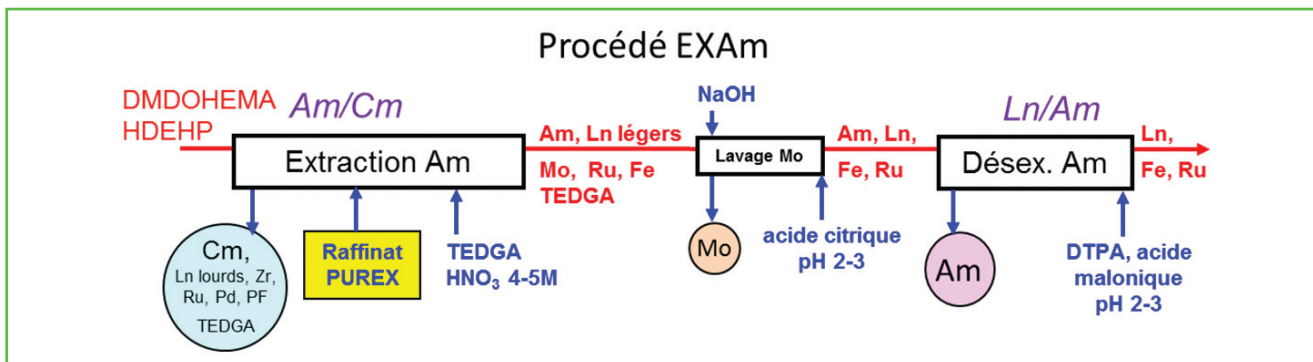 Procédé EXAm
DMDOHEMA
HDEHP
Am/Cm
Extraction Am
Am, Ln légers
Mo, Ru, Fe
TEDGA
Cm,
Ln lourds, Zr,
Ru, Pd, PF
TEDGA
Raffinat
PUREX
TEDGA
HNO₃ 4-5M
NaOH
Lavage Mo
Mo
acide citrique
pH 2-3
Am, Ln,
Fe, Ru
Ln/Am
Désex. Am
Ln,
Fe, Ru
Am
DTPA, acide
malonique
pH 2-3